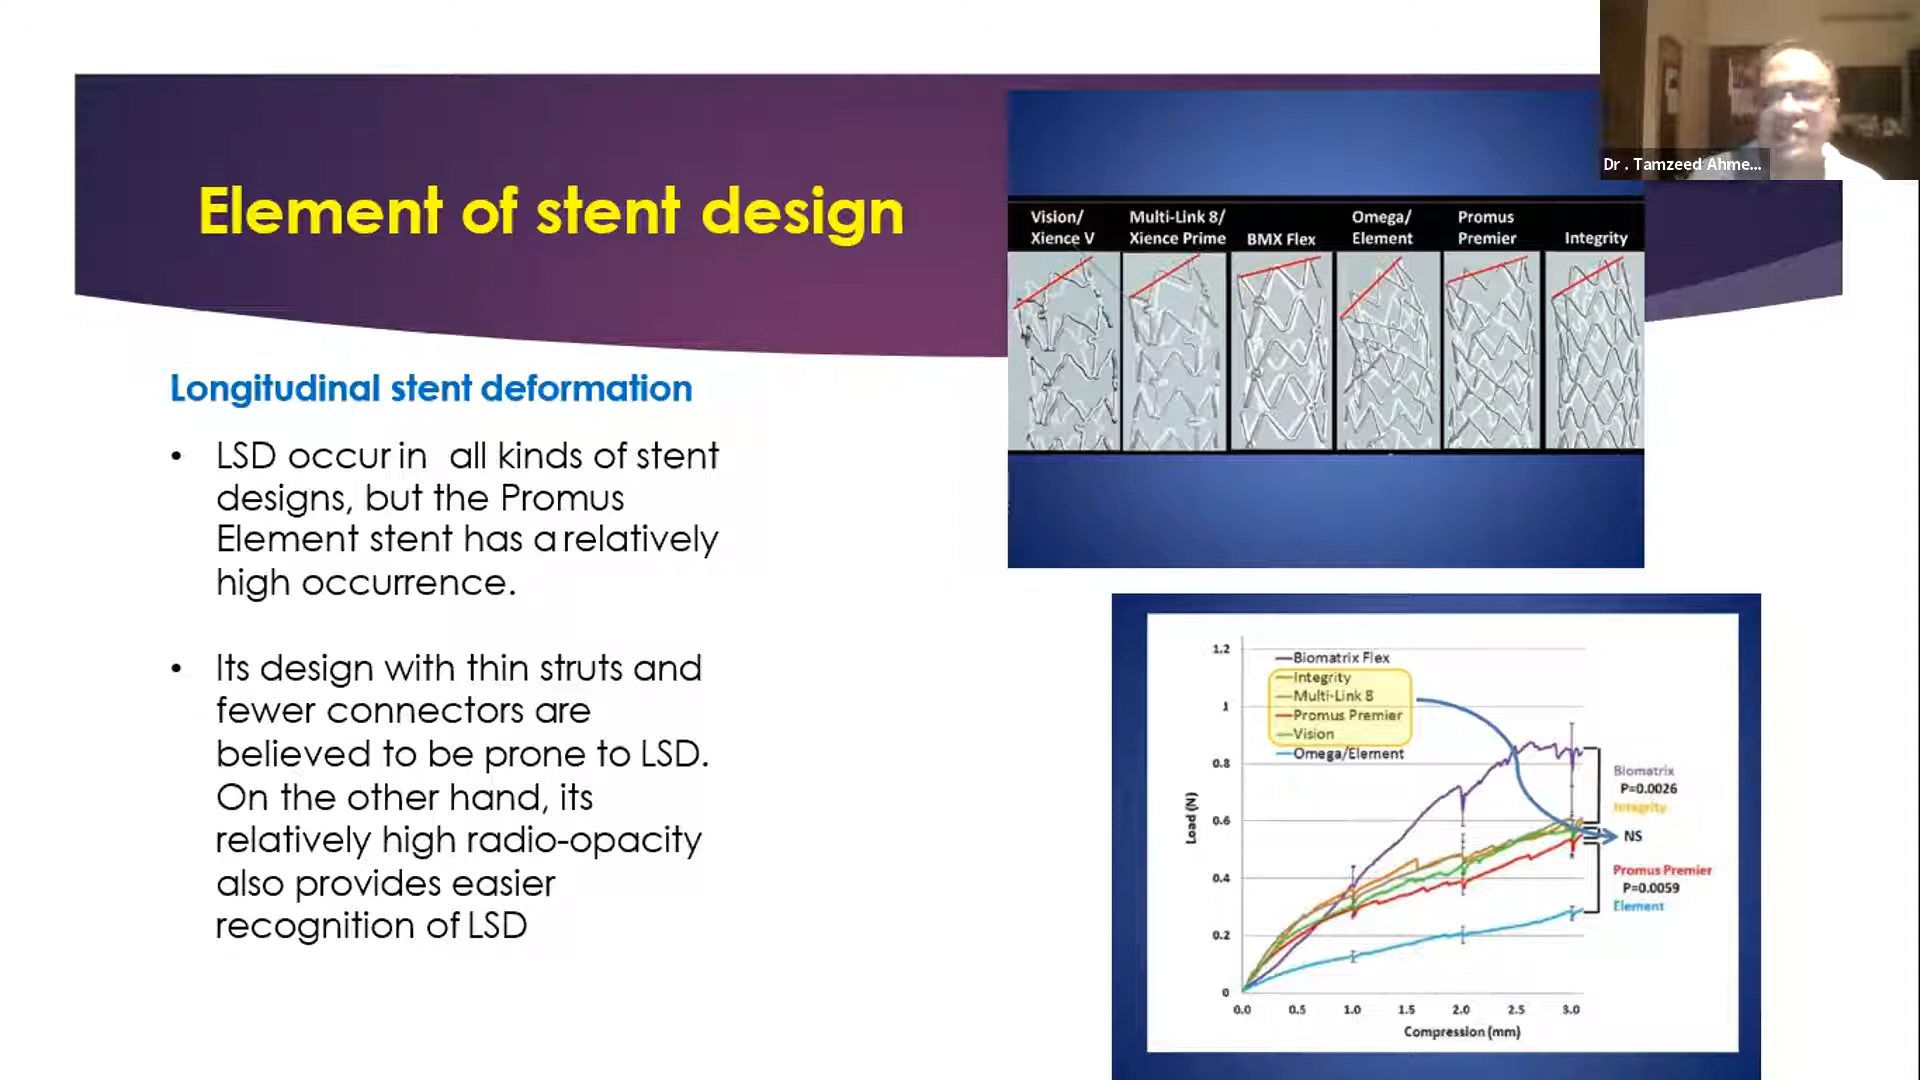 Dr . Tamzeed Ahme...
Element of stent design
Vision/
Xience V
Multi-Link 8/
Xience Prime
BMX Flex
Omega/
Element
Promus
Premier
Integrity
Longitudinal stent deformation
• LSD occur in all kinds of stent
designs, but the Promus
Element stent has a relatively
high occurrence.
• Its design with thin struts and
fewer connectors are
believed to be prone to LSD.
On the other hand, its
relatively high radio-opacity
also provides easier
recognition of LSD
1.2
1
0.8
0.6
0.4
0.2
0
Load (N)
Biomatrix Flex
Integrity
Multi-Link 8
Promus Premier
Vision
Omega/Element
Biomatrix
P=0.0026
Integrity
NS
Promus Premier
P=0.0059
Element
0.0 0.5 1.0 1.5 2.0 2.5 3.0
Compression (mm)